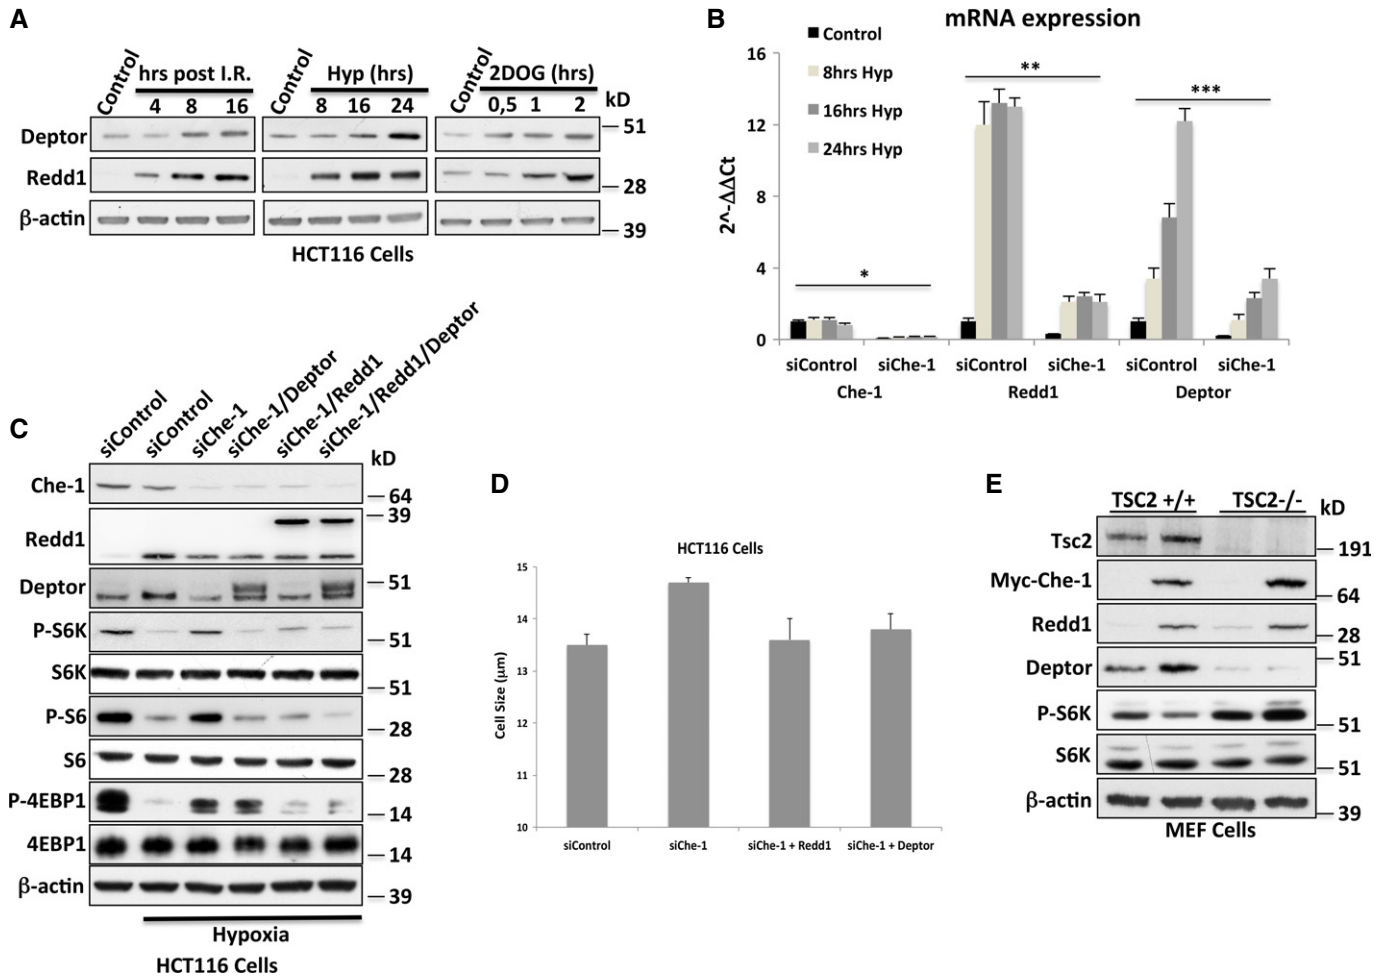 A
Control
hrs post I.R.
4 8 16
Control
Hyp (hrs)
8 16 24
Control
2DOG (hrs)
0,5 1 2
kD
Deptor
51
Redd1
28
β-actin
39
HCT116 Cells
B
mRNA expression
Control
8hrs Hyp
16hrs Hyp
24hrs Hyp
2^-ΔΔCt
16
12
8
4
0
*
**
***
siControl siChe-1 siControl siChe-1 siControl siChe-1
Che-1 Redd1 Deptor
C
siControl
siControl
siChe-1
siChe-1/Deptor
siChe-1/Redd1
siChe-1/Redd1/Deptor
kD
Che-1
64
39
Redd1
Deptor
51
P-S6K
51
S6K
51
P-S6
28
S6
28
P-4EBP1
14
4EBP1
14
β-actin
39
Hypoxia
HCT116 Cells
D
HCT116 Cells
Cell Size (μm)
15
14
13
12
11
10
siControl siChe-1 siChe-1 + Redd1 siChe-1 + Deptor
E
TSC2 +/+ TSC2-/-
kD
Tsc2
191
Myc-Che-1
64
Redd1
28
Deptor
51
P-S6K
51
S6K
51
β-actin
39
MEF Cells